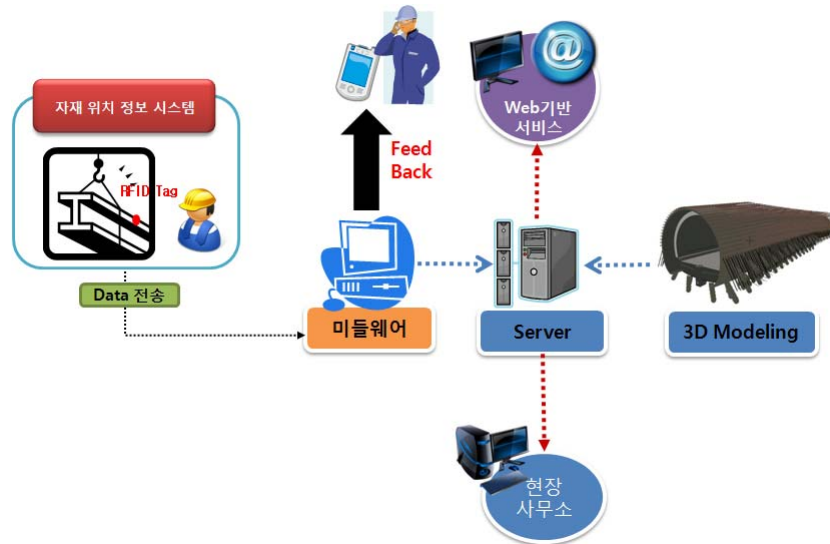 자재 위치 정보 시스템
RFID Tag
Data 전송
Feed
Back
미들웨어
@
Web기반
서비스
Server
3D Modeling
현장
사무소